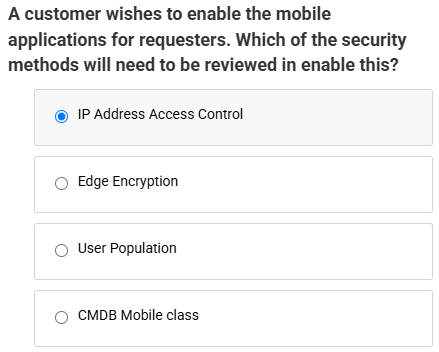 A customer wishes to enable the mobile
applications for requesters. Which of the security
methods will need to be reviewed in enable this?
IP Address Access Control
Edge Encryption
User Population
CMDB Mobile class